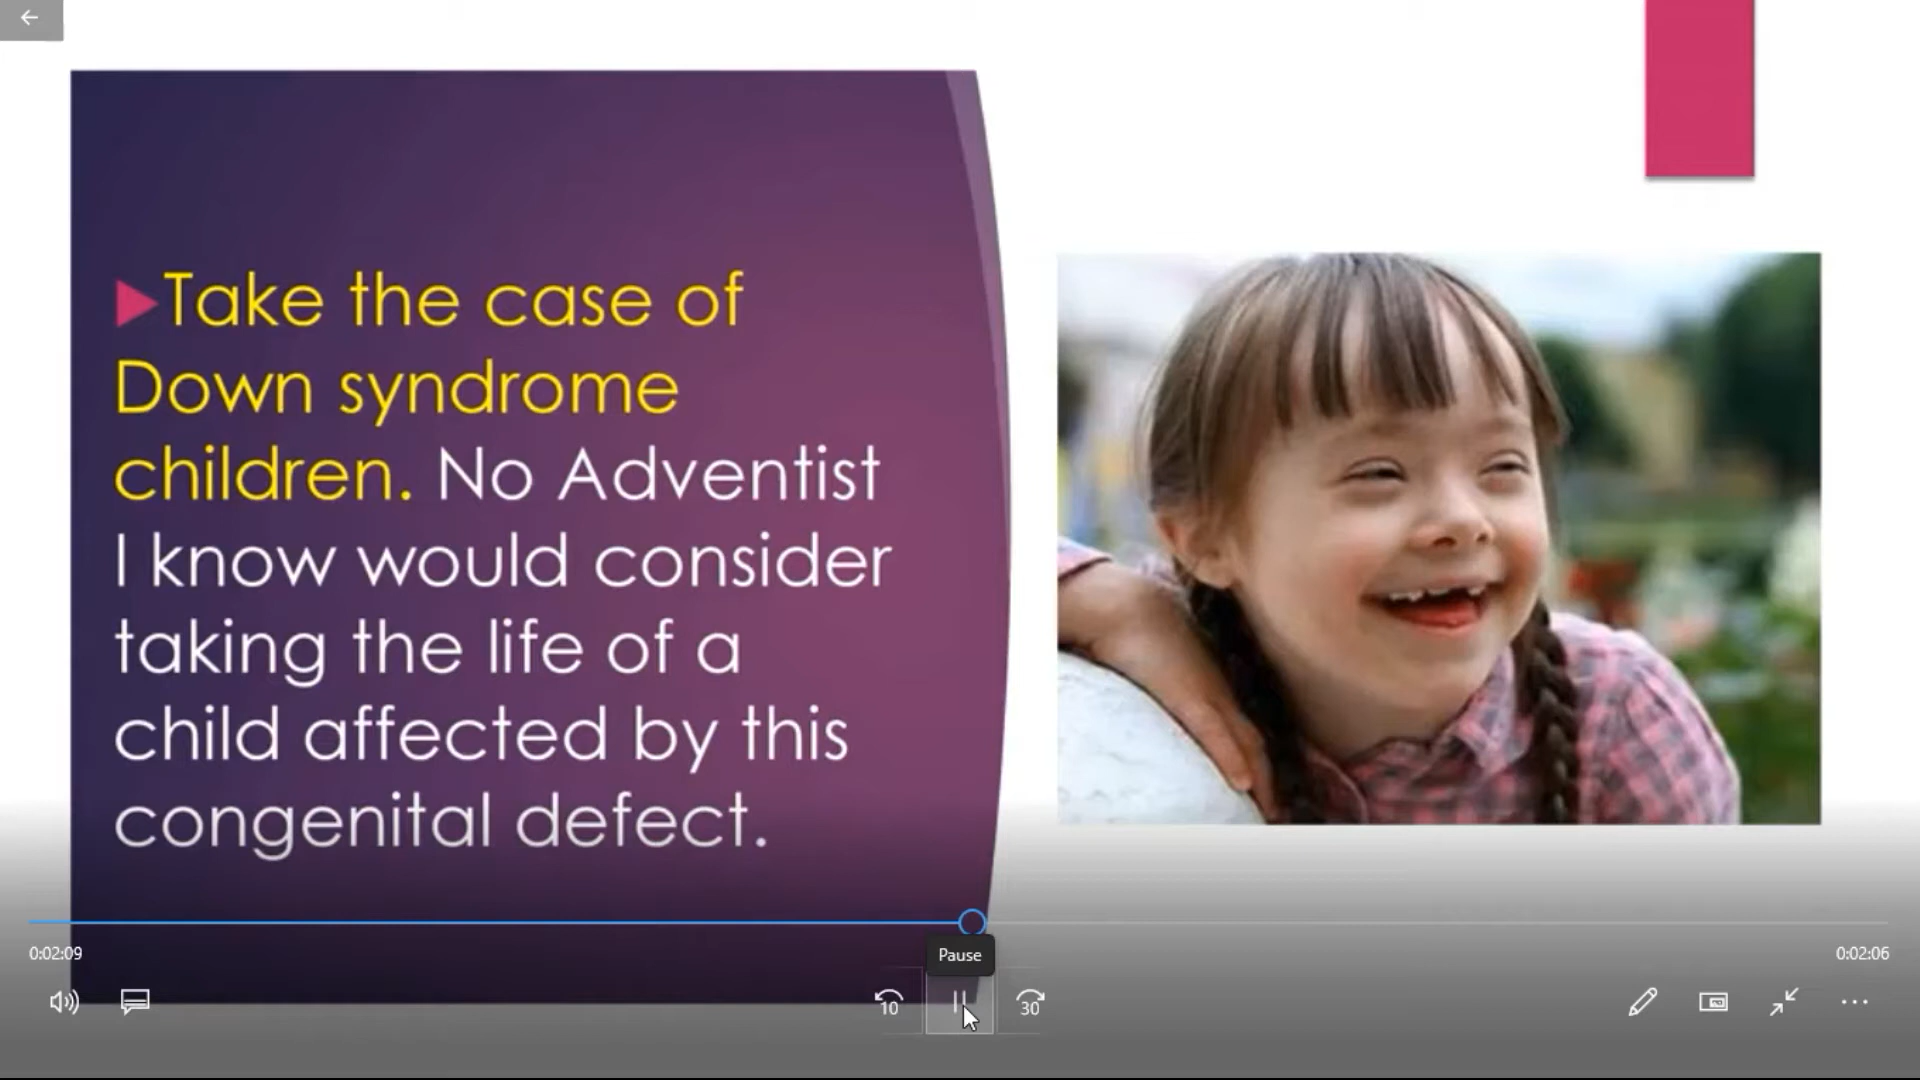 Take the case of
Down syndrome
children. No Adventist
I know would consider
taking the life of a
child affected by this
congenital defect.
0:02:09
Pause
0:02:06
10
30